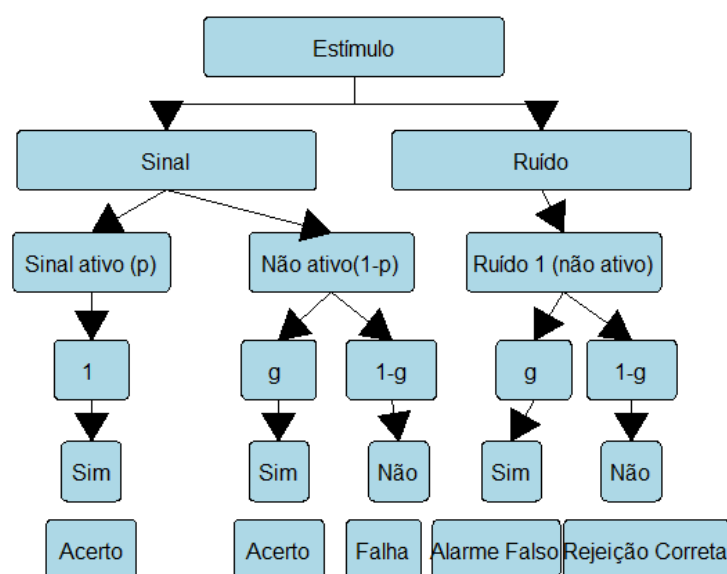 Estímulo
Sinal
Ruído
Sinal ativo (p)
Não ativo(1-p)
Ruído 1 (não ativo)
1
g
1-g
g
1-g
Sim
Sim
Não
Sim
Não
Acerto
Acerto
Falha
Alarme Falso
Rejeição Correta